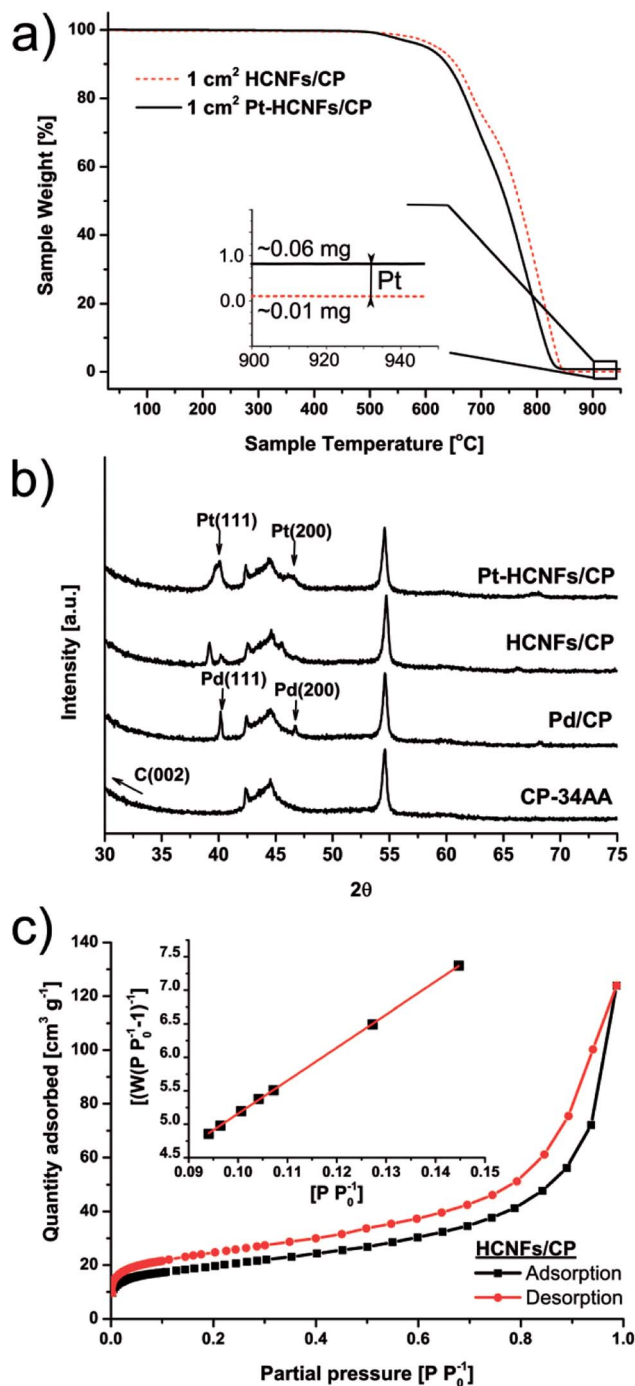 a)
100
80
60
40
20
0
Sample Weight [%]
1 cm² HCNFs/CP
1 cm² Pt-HCNFs/CP
1.0
0.0
~0.06 mg
Pt
~0.01 mg
900 920 940
100 200 300 400 500 600 700 800 900
Sample Temperature [°C]
b)
Intensity [a.u.]
Pt(111)
Pt(200)
Pt-HCNFs/CP
HCNFs/CP
Pd(111)
Pd(200)
Pd/CP
C(002)
CP-34AA
30 35 40 45 50 55 60 65 70 75
2θ
c)
140
120
100
80
60
40
20
0
Quantity adsorbed [cm³ g⁻¹]
7.5
7.0
6.5
6.0
5.5
5.0
4.5
[(W(P P₀⁻¹-1)⁻¹]
0.09 0.10 0.11 0.12 0.13 0.14 0.15
[P P₀⁻¹]
HCNFs/CP
Adsorption
Desorption
0.0 0.2 0.4 0.6 0.8 1.0
Partial pressure [P P₀⁻¹]